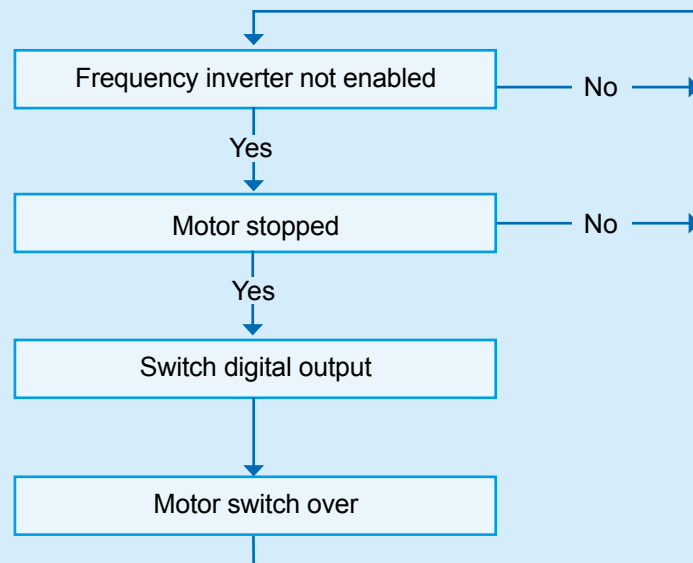 Frequency inverter not enabled
No
Yes
Motor stopped
No
Yes
Switch digital output
Motor switch over